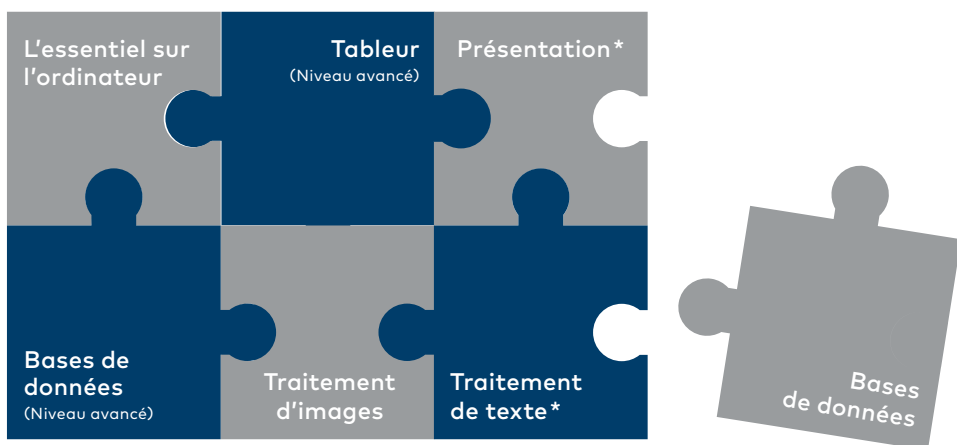 L'essentiel sur
l'ordinateur
Tableur
(Niveau avancé)
Présentation*
Bases de
données
(Niveau avancé)
Traitement
d'images
Traitement
de texte*
Bases
de données